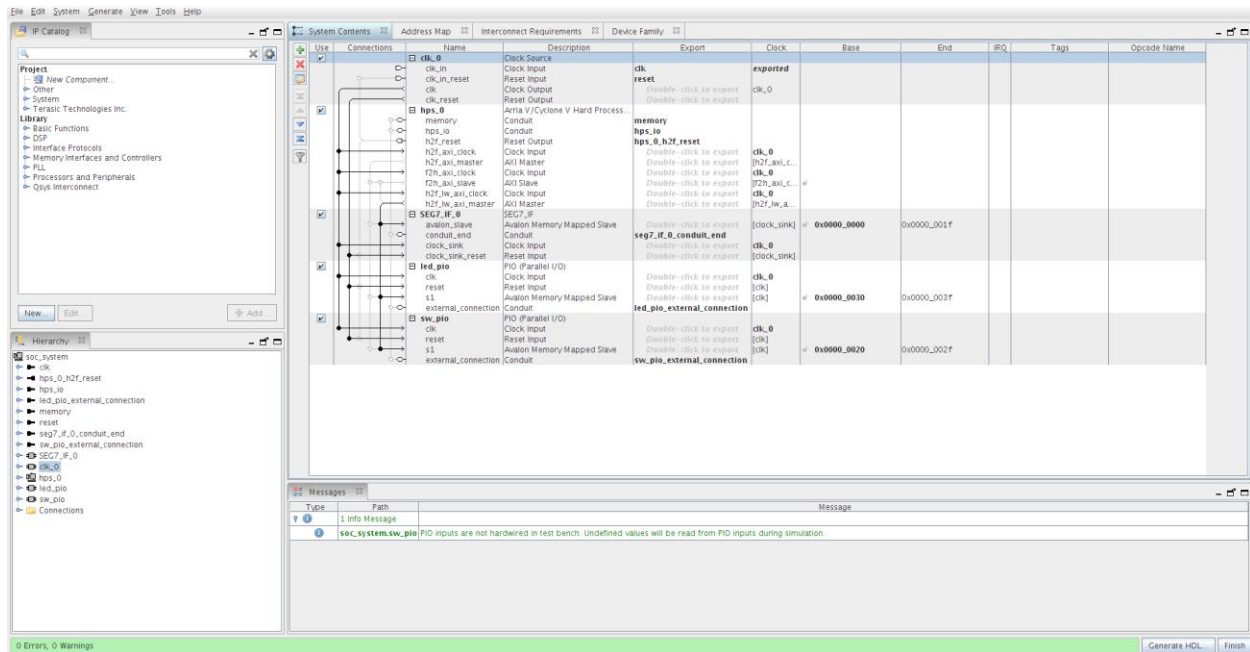 File Edit System Generate View Tools Help
IP Catalog
Project
New Component...
Other
System
Terasic Technologies Inc.
Library
Basic Functions
DSP
Interface Protocols
Memory Interfaces and Controllers
PLL
Processors and Peripherals
Qsys Interconnect
New... Edit... Add...
Hierarchy
soc_system
clk
hps_0_h2f_reset
hps_io
led_pio_external_connection
memory
reset
seg7_if_0_conduit_end
sw_pio_external_connection
SEG7_IF_0
clk_0
hps_0
led_pio
sw_pio
Connections
System Contents Address Map Interconnect Requirements Device Family
Use Connections Name Description Export Clock Base End IRQ Tags Opcode Name
clk_0 Clock Source
clk_in Clock Input clk exported
clk_in_reset Reset Input reset
clk Clock Output Double-click to export clk_0
clk_reset Reset Output Double-click to export
hps_0 Arria V/Cyclone V Hard Process...
memory Conduit memory
hps_io Conduit hps_io
h2f_reset Reset Output hps_0_h2f_reset
h2f_axi_clock Clock Input Double-click to export clk_0
h2f_axi_master AXI Master Double-click to export [h2f_axi_c...
f2h_axi_clock Clock Input Double-click to export clk_0
f2h_axi_slave AXI Slave Double-click to export [f2h_axi_c...
h2f_lw_axi_clock Clock Input Double-click to export clk_0
h2f_lw_axi_master AXI Master Double-click to export [h2f_lw_a...
SEG7_IF_0 SEG7_IF
avalon_slave Avalon Memory Mapped Slave Double-click to export [clock_sink] 0x0000_0000 0x0000_001f
conduit_end Conduit seg7_if_0_conduit_end
clock_sink Clock Input Double-click to export clk_0
clock_sink_reset Reset Input Double-click to export [clock_sink]
led_pio PIO (Parallel I/O)
clk Clock Input Double-click to export clk_0
reset Reset Input Double-click to export [clk]
s1 Avalon Memory Mapped Slave Double-click to export [clk] 0x0000_0030 0x0000_003f
external_connection Conduit led_pio_external_connection
sw_pio PIO (Parallel I/O)
clk Clock Input Double-click to export clk_0
reset Reset Input Double-click to export [clk]
s1 Avalon Memory Mapped Slave Double-click to export [clk] 0x0000_0020 0x0000_002f
external_connection Conduit sw_pio_external_connection
Messages
Type Path Message
1 Info Message
soc_system.sw_pio PIO inputs are not hardwired in test bench. Undefined values will be read from PIO inputs during simulation.
0 Errors, 0 Warnings
Generate HDL... Finish